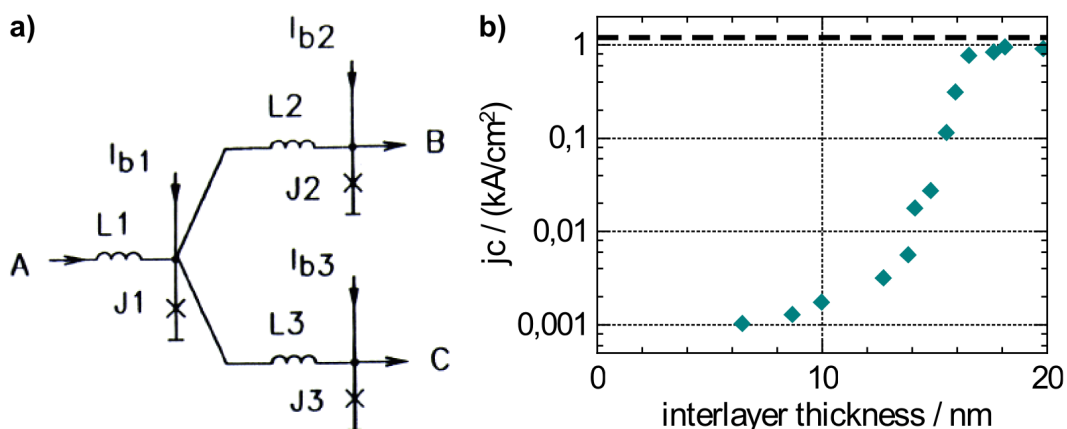 a)
I_b2
L2
B
I_b1
J2
L1
A
I_b3
J1
L3
C
J3
b)
jc / (kA/cm²)
1
0,1
0,01
0,001
0
10
20
interlayer thickness / nm